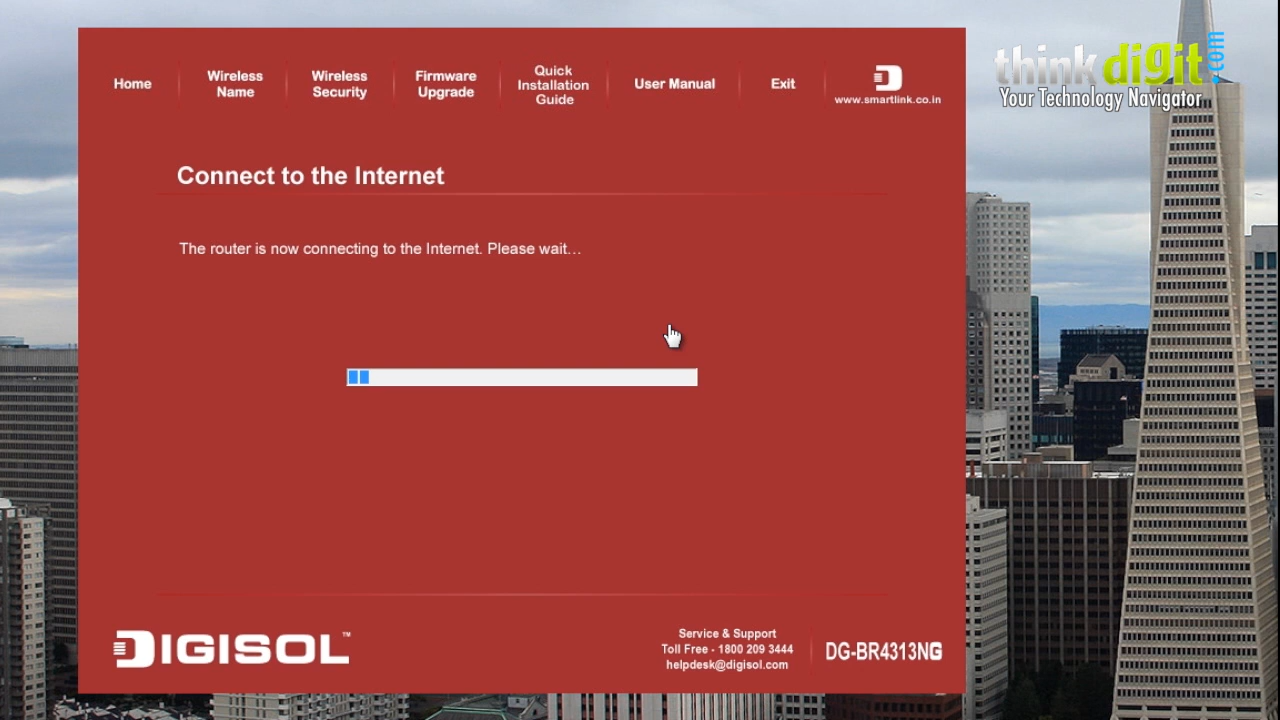 thinkdigit.com
Your Technology Navigator
Home
Wireless
Name
Wireless
Security
Firmware
Upgrade
Quick
Installation
Guide
User Manual
Exit
www.smartlink.co.in
Connect to the Internet
The router is now connecting to the Internet. Please wait...
DIGISOL™
Service & Support
Toll Free - 1800 209 3444
helpdesk@digisol.com
DG-BR4313NG